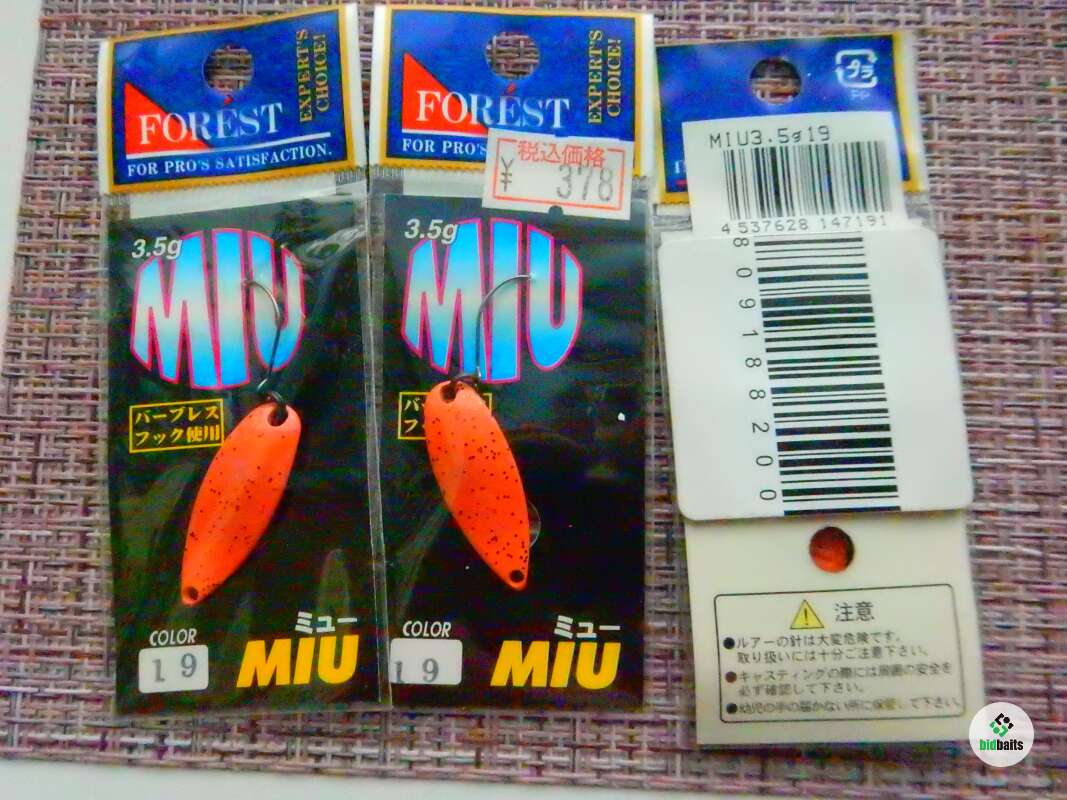 FOREST
EXPERT'S
CHOICE!
FOR PRO'S SATISFACTION.
3.5g
MIU
バーブレス
フック使用
COLOR
19
ミュー
MIU
FOREST
EXPERT'S
CHOICE!
FOR PRO'S
税込価格
¥378
3.5g
MIU
COLOR
19
ミュー
MIU
プラ
PP
MIU3.5g19
4537628 147191
8091888200
注意
●ルアーの針は大変危険です。
取り扱いには十分ご注意下さい。
●キャスティングの際には周囲の安全を
必ず確認して下さい。
●幼児の手の届かない所に保管して下さい。
bidbaits